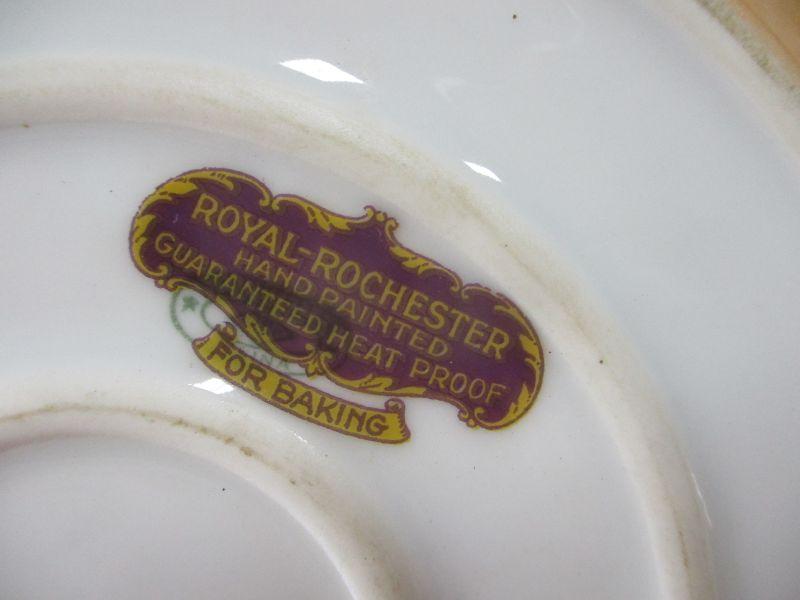 ROYAL-ROCHESTER
HAND PAINTED
GUARANTEED HEAT PROOF
FOR BAKING